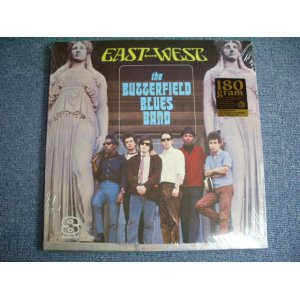 EAST-WEST
the
BUTTERFIELD
BLUES
BAND
180
gram